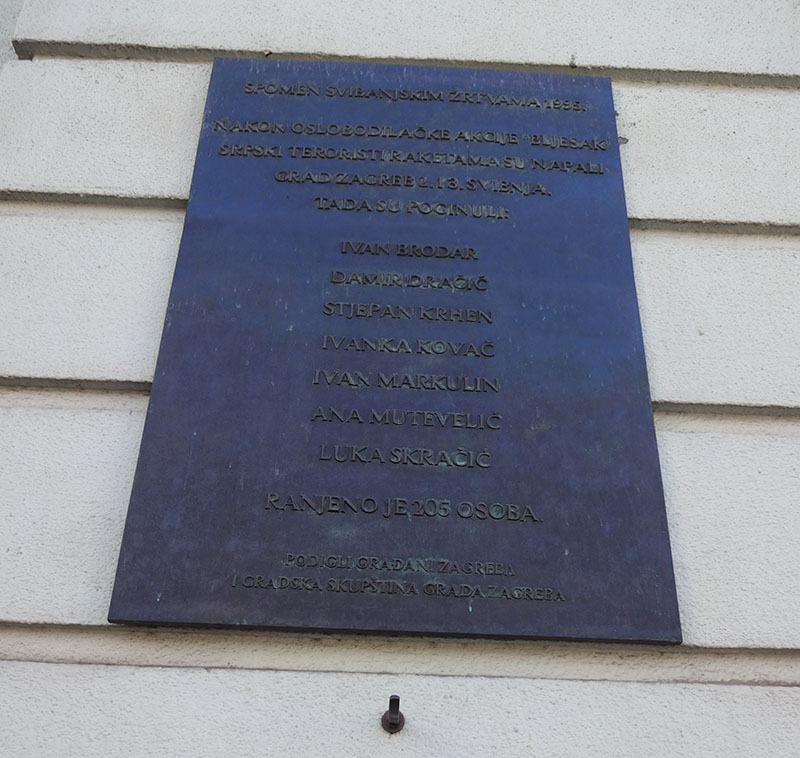 SPOMEN SVIBANJSKIM ŽRTVAMA 1995.
NAKON OSLOBODILAČKE AKCIJE "BLJESAK"
SRPSKI TERORISTI RAKETAMA SU NAPALI
GRAD ZAGREB 2. I 3. SVIBNJA.
TADA SU POGINULI:
IVAN BRODAR
DAMIR DRAČIĆ
STJEPAN KRHEN
IVANKA KOVAČ
IVAN MARKULIN
ANA MUTEVELIĆ
LUKA SKRAČIĆ
RANJENO JE 205 OSOBA.
PODIGLI GRAĐANI ZAGREBA
I GRADSKA SKUPŠTINA GRADA ZAGREBA